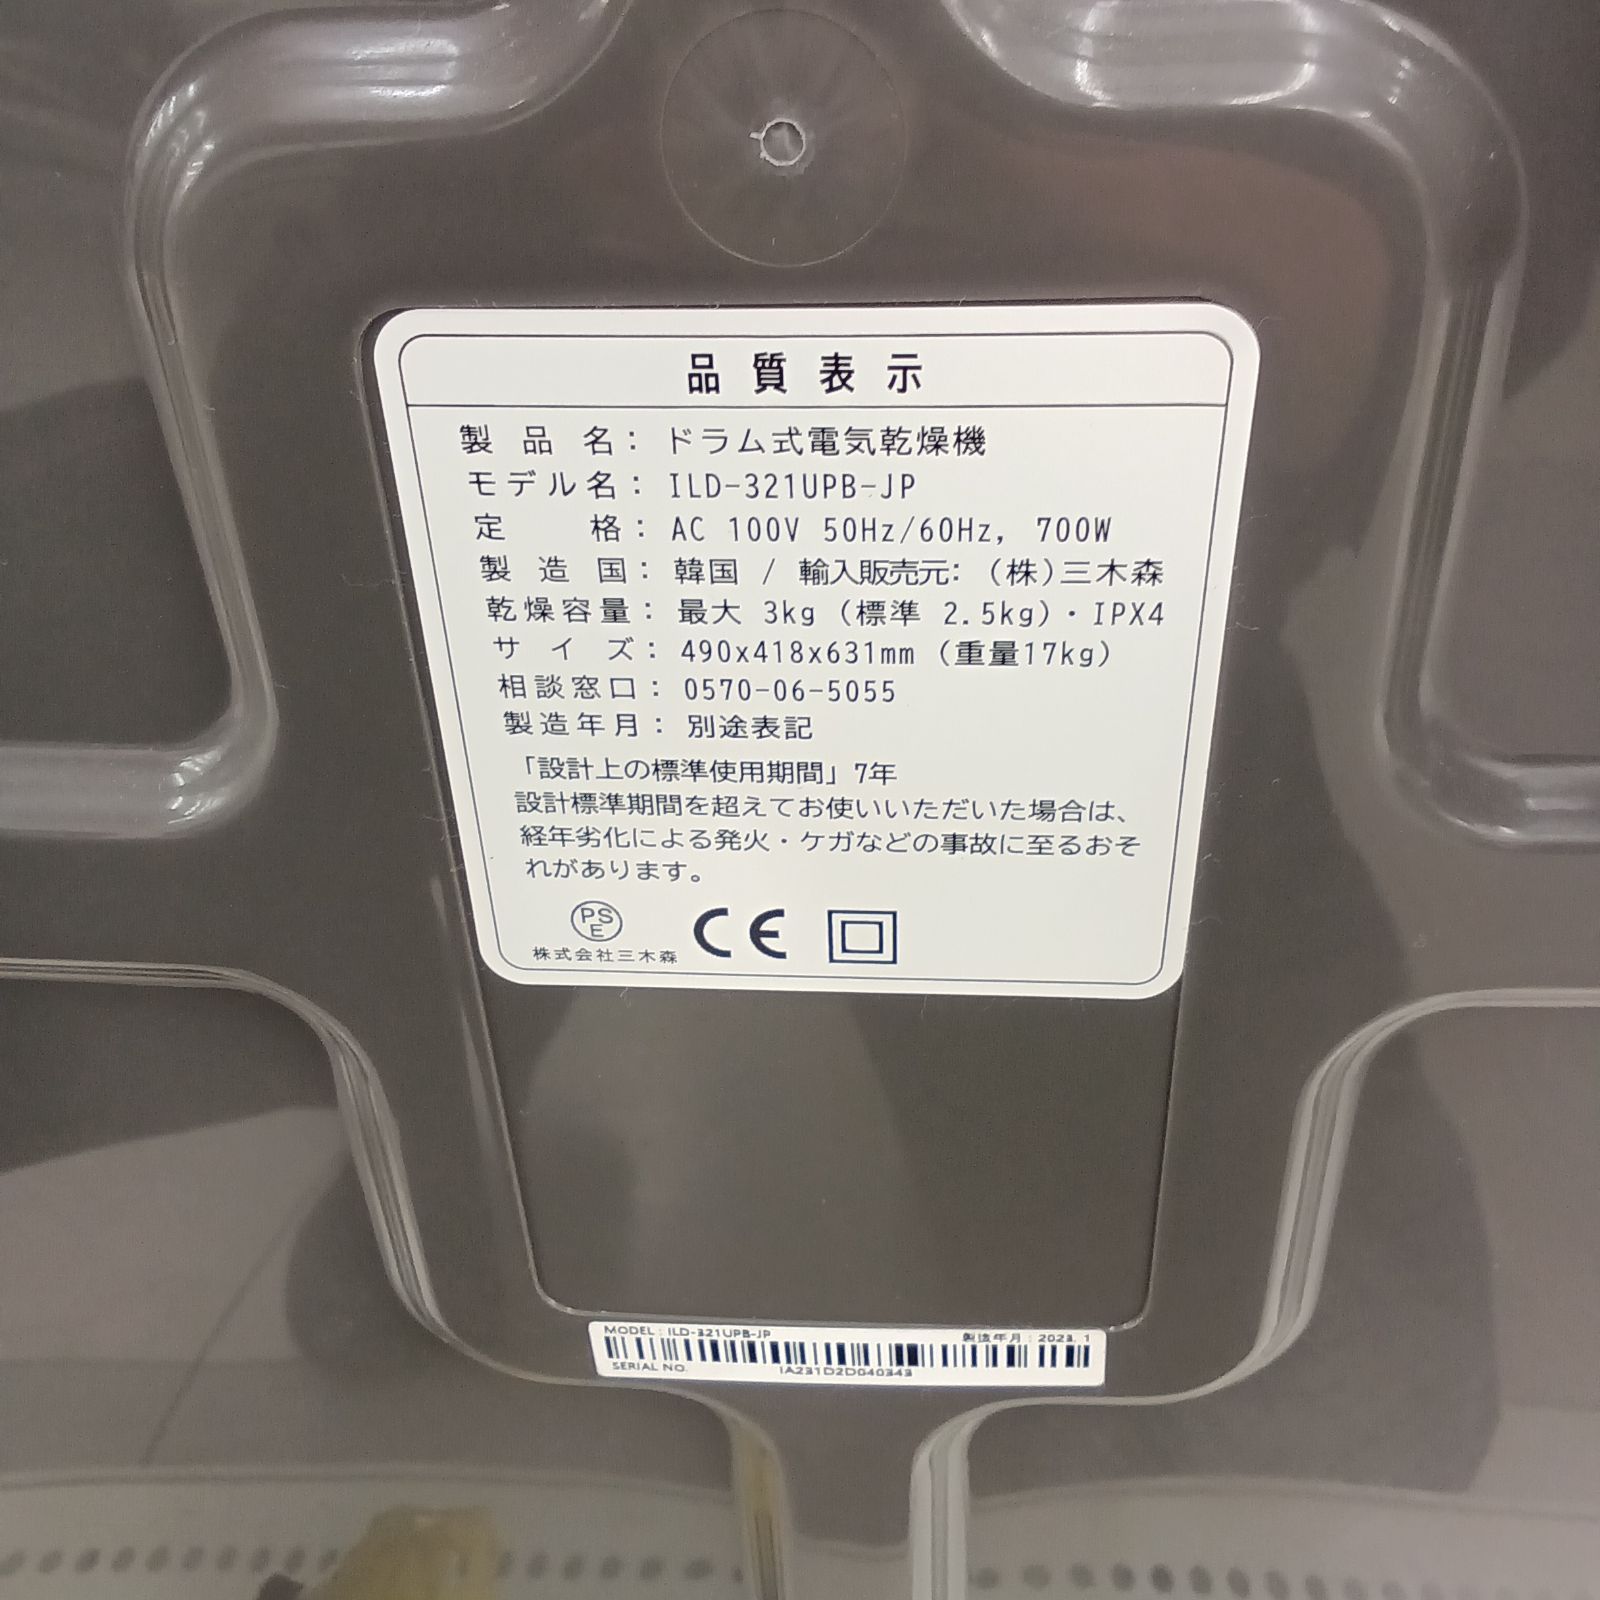 品質表示
製品名： ドラム式電気乾燥機
モデル名： ILD-321UPB-JP
定格： AC 100V 50Hz/60Hz, 700W
製造国： 韓国 / 輸入販売元: (株)三木森
乾燥容量： 最大 3kg (標準 2.5kg)・IPX4
サイズ： 490x418x631mm (重量17kg)
相談窓口： 0570-06-5055
製造年月： 別途表記
「設計上の標準使用期間」7年
設計標準期間を超えてお使いいただいた場合は、
経年劣化による発火・ケガなどの事故に至るおそ
れがあります。
PS
E
CE
株式会社三木森
MODEL : ILD-321UPB-JP 製造年月 : 2023. 1
SERIAL NO. IA231D2D040343